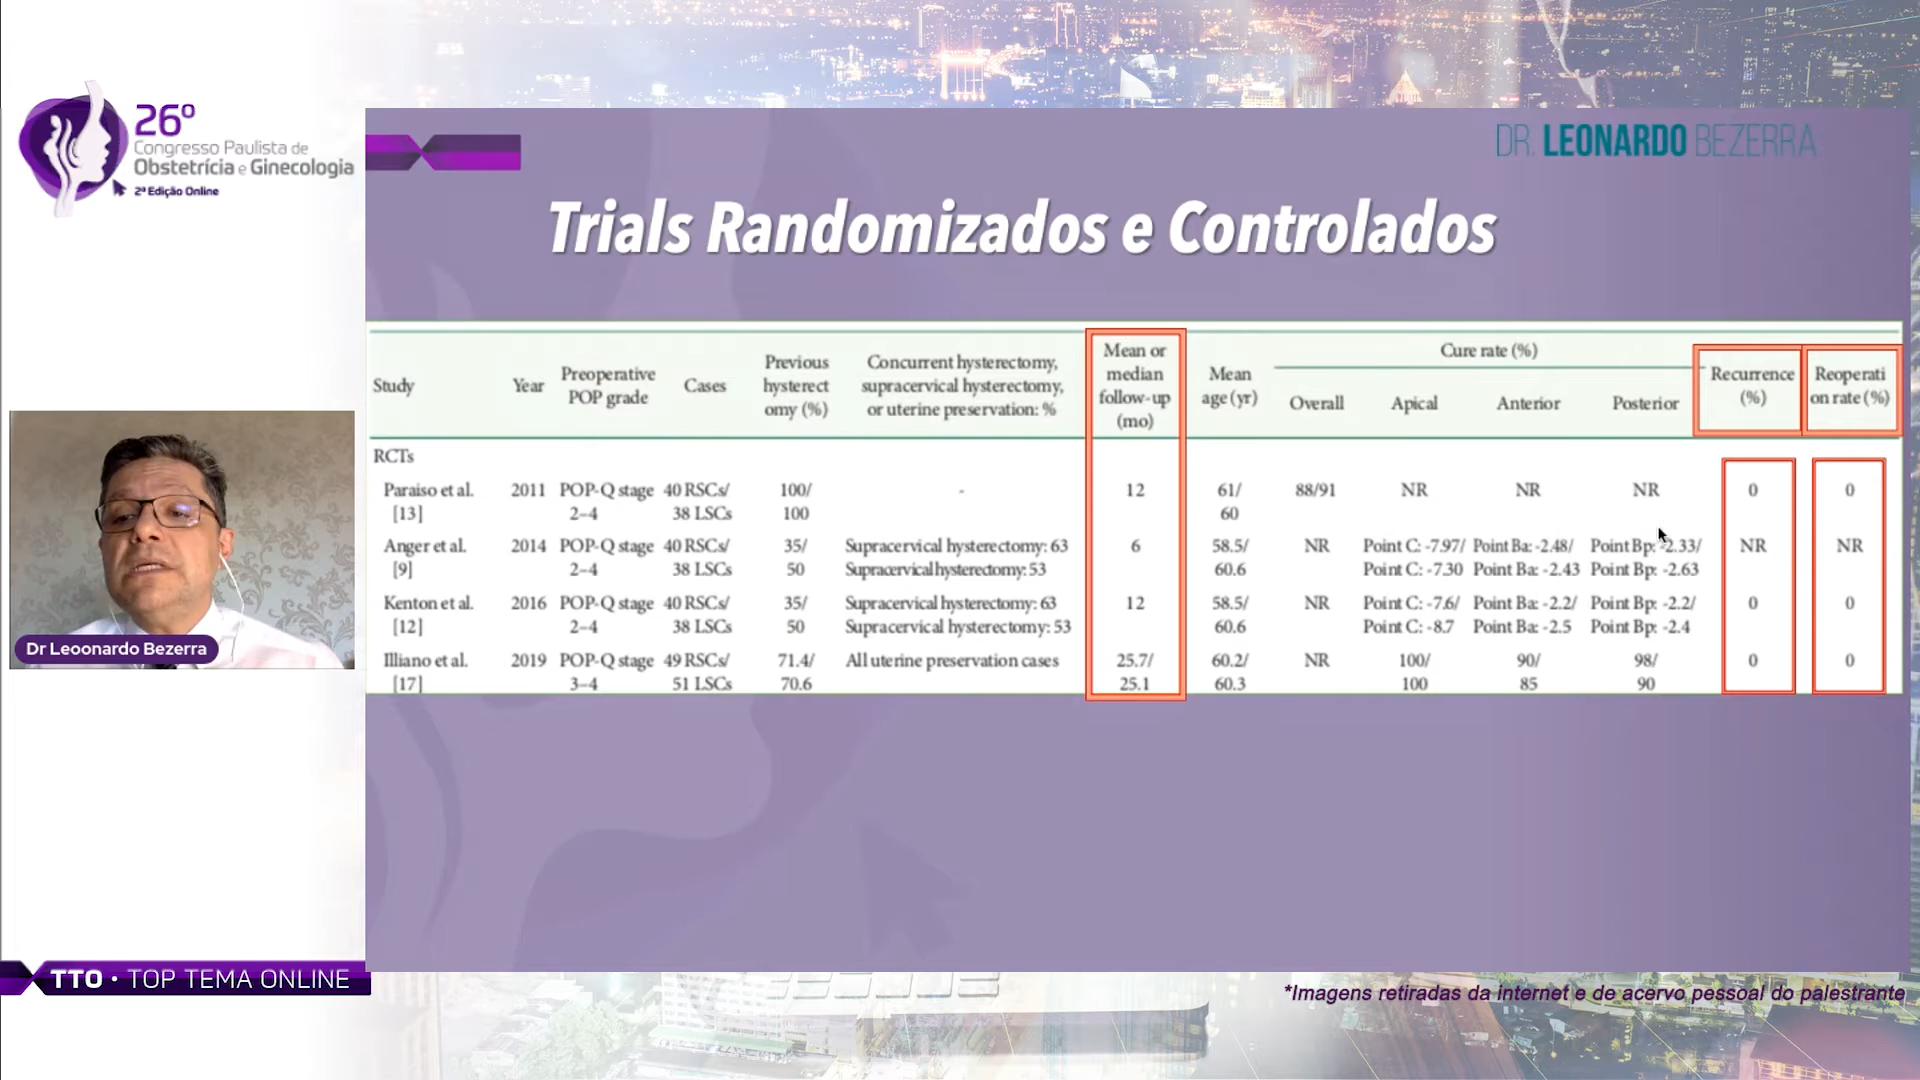 26º
Congresso Paulista de
Obstetrícia e Ginecologia
2ª Edição Online
DR. LEONARDO BEZERRA
Trials Randomizados e Controlados
Study Year Preoperative POP grade Cases Previous hysterect omy (%) Concurrent hysterectomy, supracervical hysterectomy, or uterine preservation: % Mean or median follow-up (mo) Mean age (yr) Cure rate (%) Overall Apical Anterior Posterior Recurrence (%) Reoperati on rate (%)
RCTs
Paraiso et al. 2011 POP-Q stage 40 RSCs/ 100/ - 12 61/ 88/91 NR NR NR 0 0
[13] 2–4 38 LSCs 100 60
Anger et al. 2014 POP-Q stage 40 RSCs/ 35/ Supracervical hysterectomy: 63 6 58.5/ NR Point C: -7.97/ Point Ba: -2.48/ Point Bp: -2.33/ NR NR
[9] 2–4 38 LSCs 50 Supracervical hysterectomy: 53 60.6 Point C: -7.30 Point Ba: -2.43 Point Bp: -2.63
Kenton et al. 2016 POP-Q stage 40 RSCs/ 35/ Supracervical hysterectomy: 63 12 58.5/ NR Point C: -7.6/ Point Ba: -2.2/ Point Bp: -2.2/ 0 0
[12] 2–4 38 LSCs 50 Supracervical hysterectomy: 53 60.6 Point C: -8.7 Point Ba: -2.5 Point Bp: -2.4
Illiano et al. 2019 POP-Q stage 49 RSCs/ 71.4/ All uterine preservation cases 25.7/ 60.2/ NR 100/ 90/ 98/ 0 0
[17] 3–4 51 LSCs 70.6 25.1 60.3 100 85 90
Dr Leoonardo Bezerra
TTO · TOP TEMA ONLINE
*Imagens retiradas da internet e de acervo pessoal do palestrante